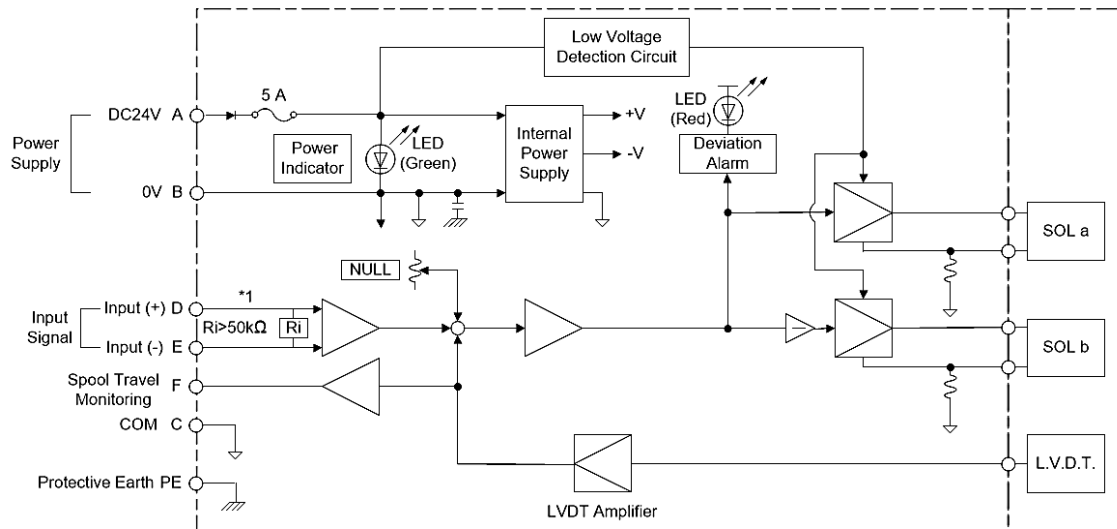 Low Voltage
Detection Circuit
Power
Supply
DC24V A
5 A
0V B
Power
Indicator
LED
(Green)
Internal
Power
Supply
+V
-V
LED
(Red)
Deviation
Alarm
SOL a
NULL
Input
Signal
Input (+) D
*1
Ri>50kΩ
Ri
Input (-) E
SOL b
Spool Travel
Monitoring
F
COM C
Protective Earth PE
LVDT Amplifier
L.V.D.T.